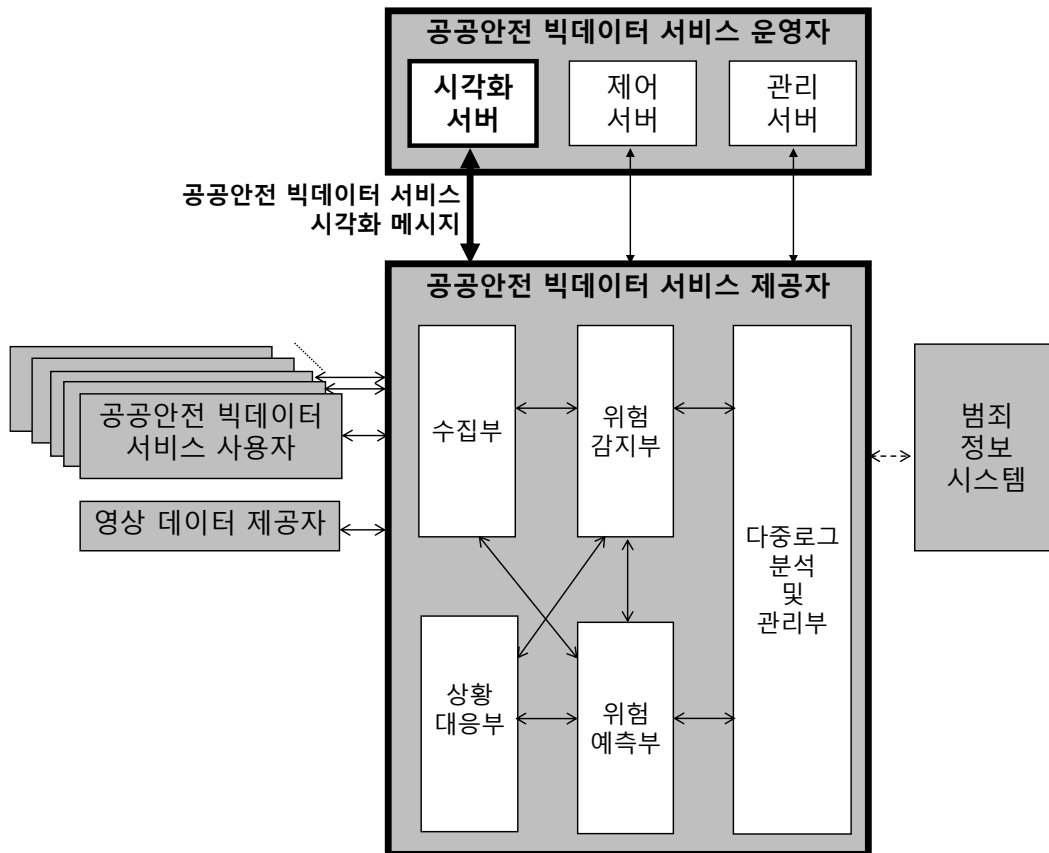 공공안전 빅데이터 서비스 운영자
시각화
서버
제어
서버
관리
서버
공공안전 빅데이터 서비스
시각화 메시지
공공안전 빅데이터 서비스 제공자
공공안전 빅데이터
서비스 사용자
영상 데이터 제공자
수집부
위험
감지부
다중로그
분석
및
관리부
상황
대응부
위험
예측부
범죄
정보
시스템